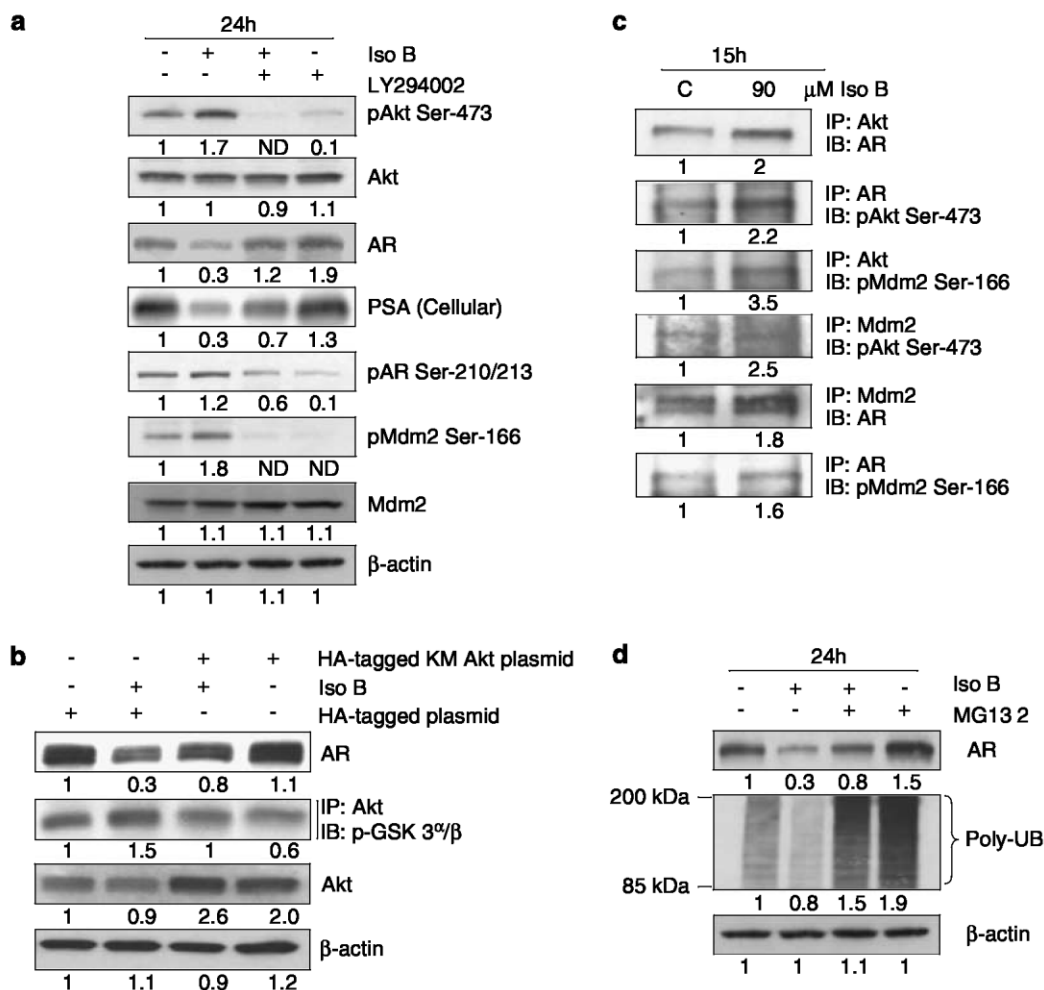 a
24h
- + + - Iso B
- - + + LY294002
pAkt Ser-473
1 1.7 ND 0.1
Akt
1 1 0.9 1.1
AR
1 0.3 1.2 1.9
PSA (Cellular)
1 0.3 0.7 1.3
pAR Ser-210/213
1 1.2 0.6 0.1
pMdm2 Ser-166
1 1.8 ND ND
Mdm2
1 1.1 1.1 1.1
β-actin
1 1 1.1 1
c
15h
C 90 μM Iso B
IP: Akt
IB: AR
1 2
IP: AR
IB: pAkt Ser-473
1 2.2
IP: Akt
IB: pMdm2 Ser-166
1 3.5
IP: Mdm2
IB: pAkt Ser-473
1 2.5
IP: Mdm2
IB: AR
1 1.8
IP: AR
IB: pMdm2 Ser-166
1 1.6
b
- - + + HA-tagged KM Akt plasmid
- + + - Iso B
+ + - - HA-tagged plasmid
AR
1 0.3 0.8 1.1
IP: Akt
IB: p-GSK 3α/β
1 1.5 1 0.6
Akt
1 0.9 2.6 2.0
β-actin
1 1.1 0.9 1.2
d
24h
- + + - Iso B
- - + + MG13 2
AR
1 0.3 0.8 1.5
200 kDa
Poly-UB
85 kDa
1 0.8 1.5 1.9
β-actin
1 1 1.1 1